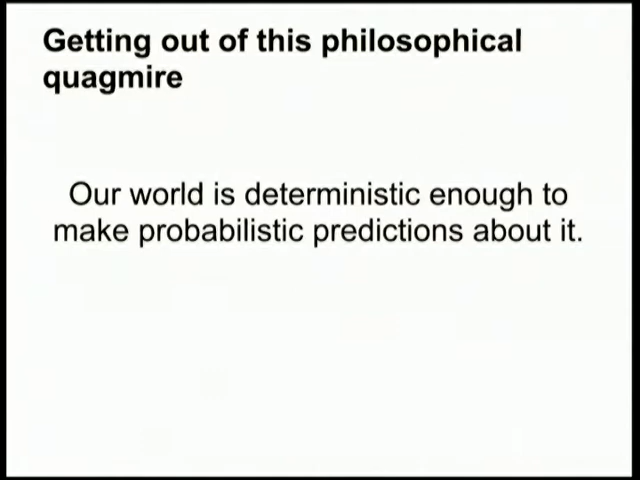 Getting out of this philosophical
quagmire
Our world is deterministic enough to
make probabilistic predictions about it.